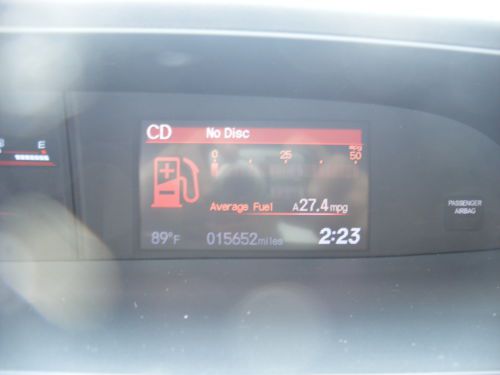 CD No Disc
mpg
0 25 50
E
Average Fuel A27.4mpg
PASSENGER
AIRBAG
89°F 015652miles 2:23